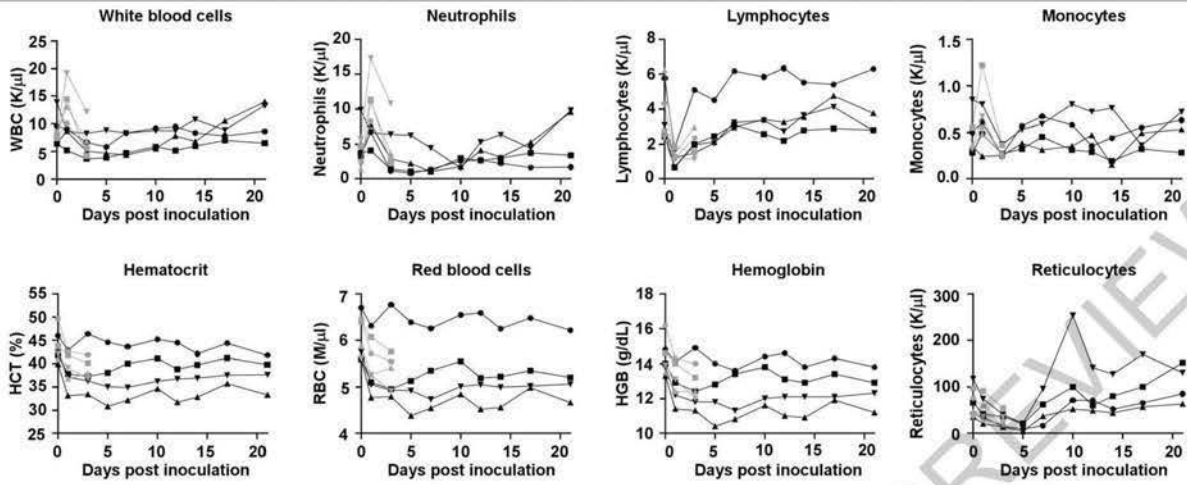 White blood cells
WBC (K/µl)
25
20
15
10
5
0
0 5 10 15 20
Days post inoculation
Neutrophils
Neutrophils (K/µl)
20
15
10
5
0
0 5 10 15 20
Days post inoculation
Lymphocytes
Lymphocytes (K/µl)
8
6
4
2
0
0 5 10 15 20
Days post inoculation
Monocytes
Monocytes (K/µl)
1.5
1.0
0.5
0.0
0 5 10 15 20
Days post inoculation
Hematocrit
HCT (%)
55
50
45
40
35
30
25
0 5 10 15 20
Days post inoculation
Red blood cells
RBC (M/µl)
7
6
5
4
0 5 10 15 20
Days post inoculation
Hemoglobin
HGB (g/dL)
18
16
14
12
10
0 5 10 15 20
Days post inoculation
Reticulocytes
Reticulocytes (K/µl)
300
200
100
0
0 5 10 15 20
Days post inoculation
REVIEW